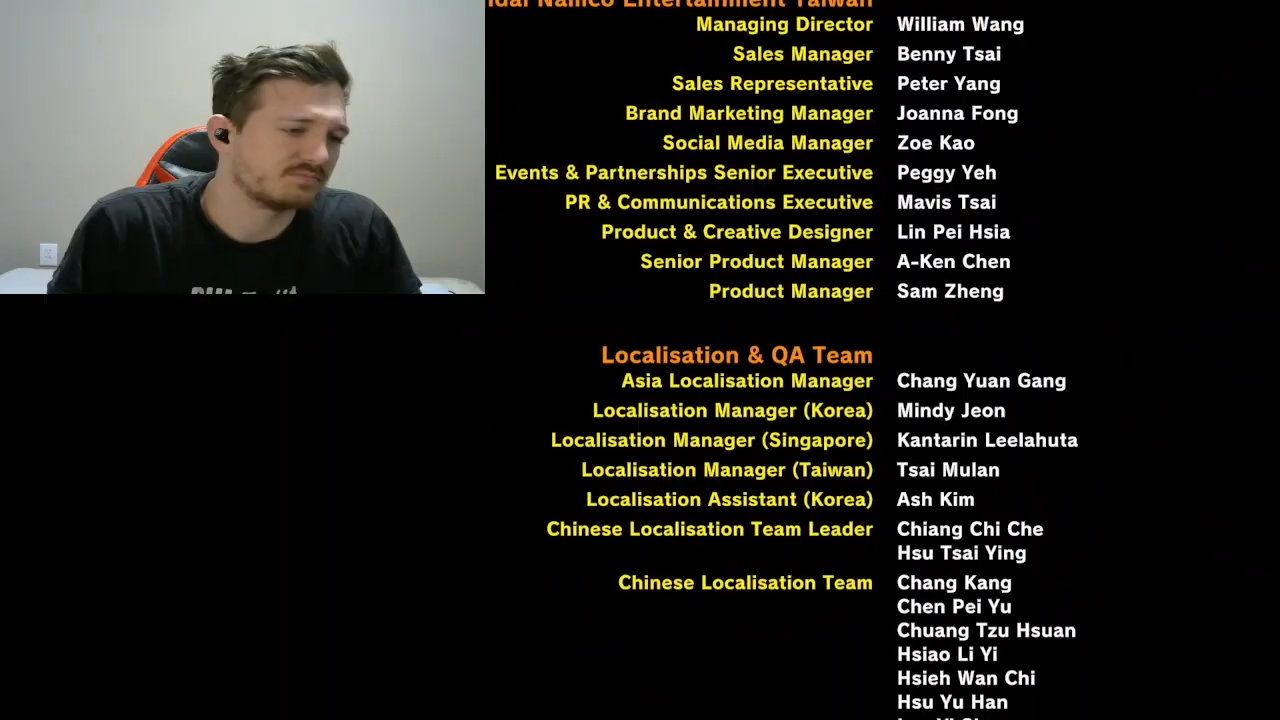 Namco Entertainment Taiwan
Managing Director William Wang
Sales Manager Benny Tsai
Sales Representative Peter Yang
Brand Marketing Manager Joanna Fong
Social Media Manager Zoe Kao
Events & Partnerships Senior Executive Peggy Yeh
PR & Communications Executive Mavis Tsai
Product & Creative Designer Lin Pei Hsia
Senior Product Manager A-Ken Chen
Product Manager Sam Zheng
Localisation & QA Team
Asia Localisation Manager Chang Yuan Gang
Localisation Manager (Korea) Mindy Jeon
Localisation Manager (Singapore) Kantarin Leelahuta
Localisation Manager (Taiwan) Tsai Mulan
Localisation Assistant (Korea) Ash Kim
Chinese Localisation Team Leader Chiang Chi Che
Hsu Tsai Ying
Chinese Localisation Team Chang Kang
Chen Pei Yu
Chuang Tzu Hsuan
Hsiao Li Yi
Hsieh Wan Chi
Hsu Yu Han